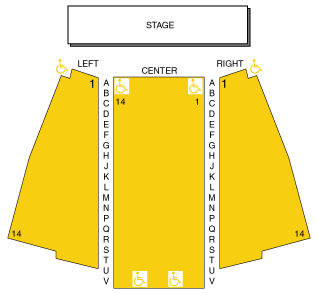 STAGE
LEFT
CENTER
RIGHT
1
A
1
B
C
14
1
D
E
F
G
H
J
K
L
M
N
P
Q
14
R
14
S
T
U
V
A
B
C
D
E
F
G
H
J
K
L
M
N
P
Q
R
S
T
U
V